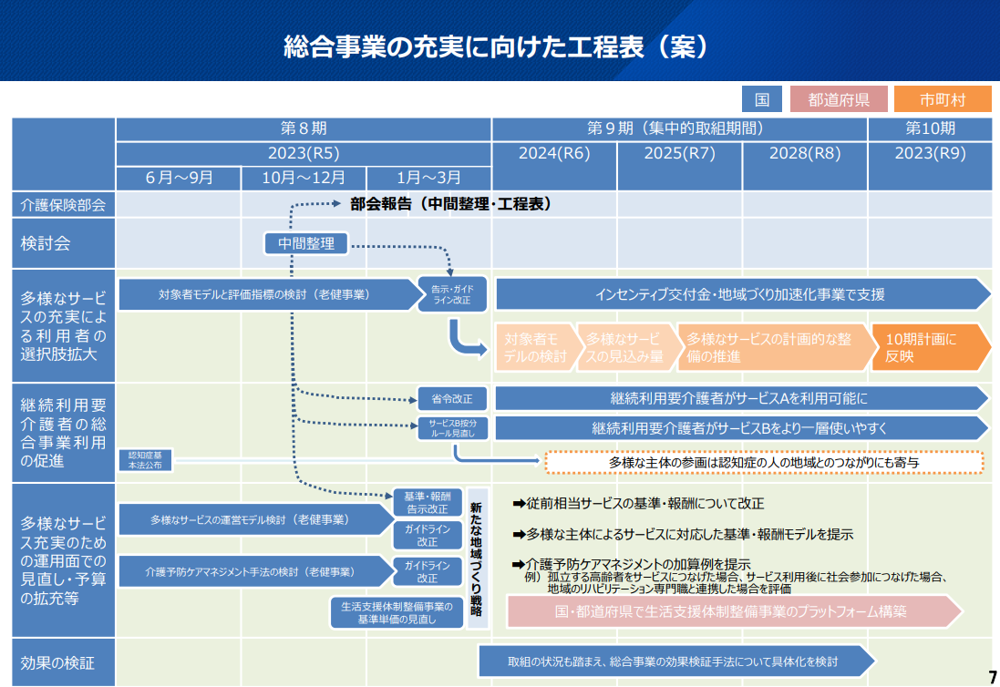 総合事業の充実に向けた工程表（案）
国
都道府県
市町村
第８期
第９期（集中的取組期間）
第10期
2023(R5)
2024(R6)
2025(R7)
2028(R8)
2023(R9)
６月～９月
10月～12月
１月～３月
介護保険部会
部会報告（中間整理・工程表）
検討会
中間整理
多様なサービ
スの充実によ
る利用者の
選択肢拡大
対象者モデルと評価指標の検討（老健事業）
告示・ガイド
ライン改正
インセンティブ交付金・地域づくり加速化事業で支援
対象者モ
デルの検討
多様なサービ
スの見込み量
多様なサービスの計画的な整
備の推進
10期計画に
反映
継続利用要
介護者の総
合事業利用
の促進
省令改正
継続利用要介護者がサービスAを利用可能に
サービスB按分
ルール見直し
継続利用要介護者がサービスBをより一層使いやすく
認知症基
本法公布
多様な主体の参画は認知症の人の地域とのつながりにも寄与
多様なサービ
ス充実のため
の運用面での
見直し・予算
の拡充等
多様なサービスの運営モデル検討（老健事業）
基準・報酬
告示改正
ガイドライン
改正
介護予防ケアマネジメント手法の検討（老健事業）
ガイドライン
改正
生活支援体制整備事業の
基準単価の見直し
新たな地域づくり戦略
➡従前相当サービスの基準・報酬について改正
➡多様な主体によるサービスに対応した基準・報酬モデルを提示
➡介護予防ケアマネジメントの加算例を提示
例）孤立する高齢者をサービスにつなげた場合、サービス利用後に社会参加につなげた場合、
地域のリハビリテーション専門職と連携した場合を評価
国・都道府県で生活支援体制整備事業のプラットフォーム構築
効果の検証
取組の状況も踏まえ、総合事業の効果検証手法について具体化を検討
7